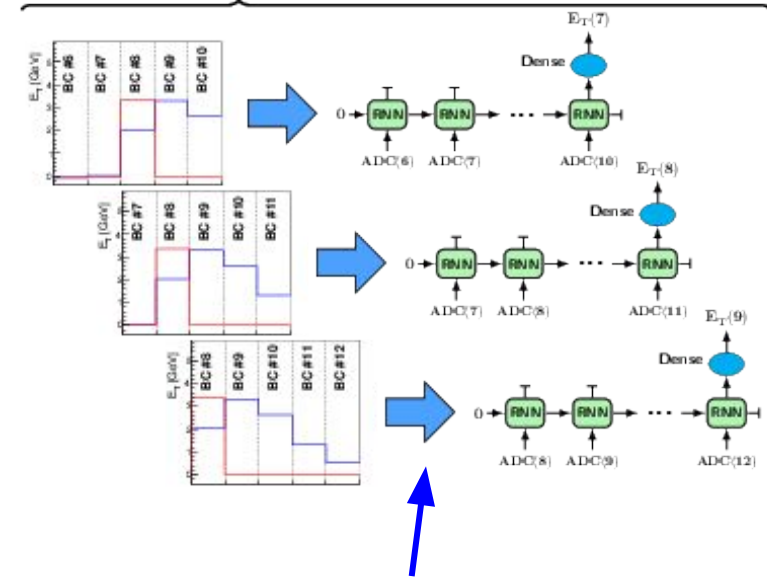 E_T(7)
Dense
E_T [GeV]
BC #6
BC #7
BC #8
BC #9
BC #10
0
RNN
RNN
...
RNN
ADC(6)
ADC(7)
ADC(10)
E_T(8)
Dense
E_T [GeV]
BC #7
BC #8
BC #9
BC #10
BC #11
0
RNN
RNN
...
RNN
ADC(7)
ADC(8)
ADC(11)
E_T(9)
Dense
E_T [GeV]
BC #8
BC #9
BC #10
BC #11
BC #12
0
RNN
RNN
...
RNN
ADC(8)
ADC(9)
ADC(12)